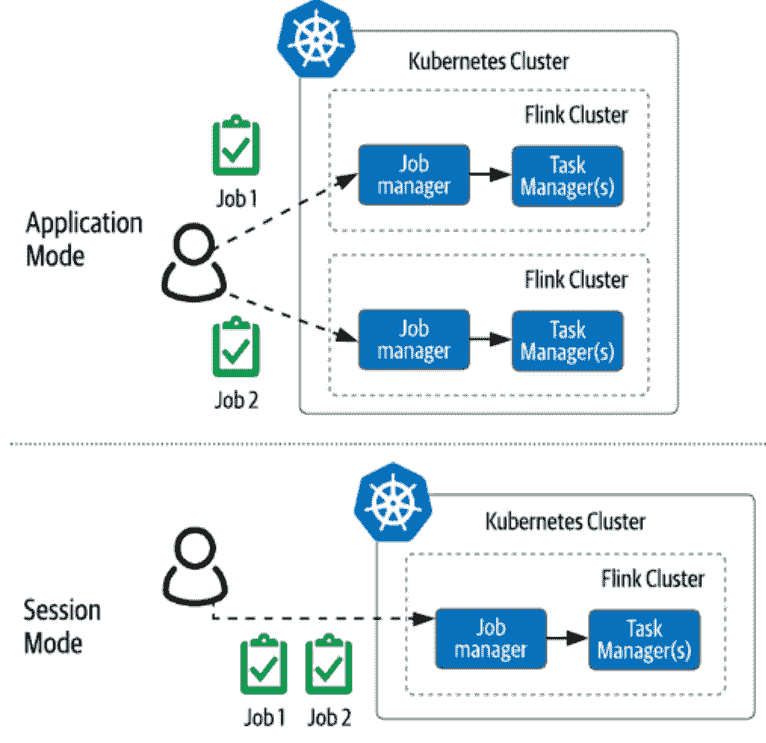 Kubernetes Cluster
Flink Cluster
Job
manager
Task
Manager(s)
Job 1
Application
Mode
Flink Cluster
Job
manager
Task
Manager(s)
Job 2
Kubernetes Cluster
Flink Cluster
Session
Mode
Job
manager
Task
Manager(s)
Job 1
Job 2